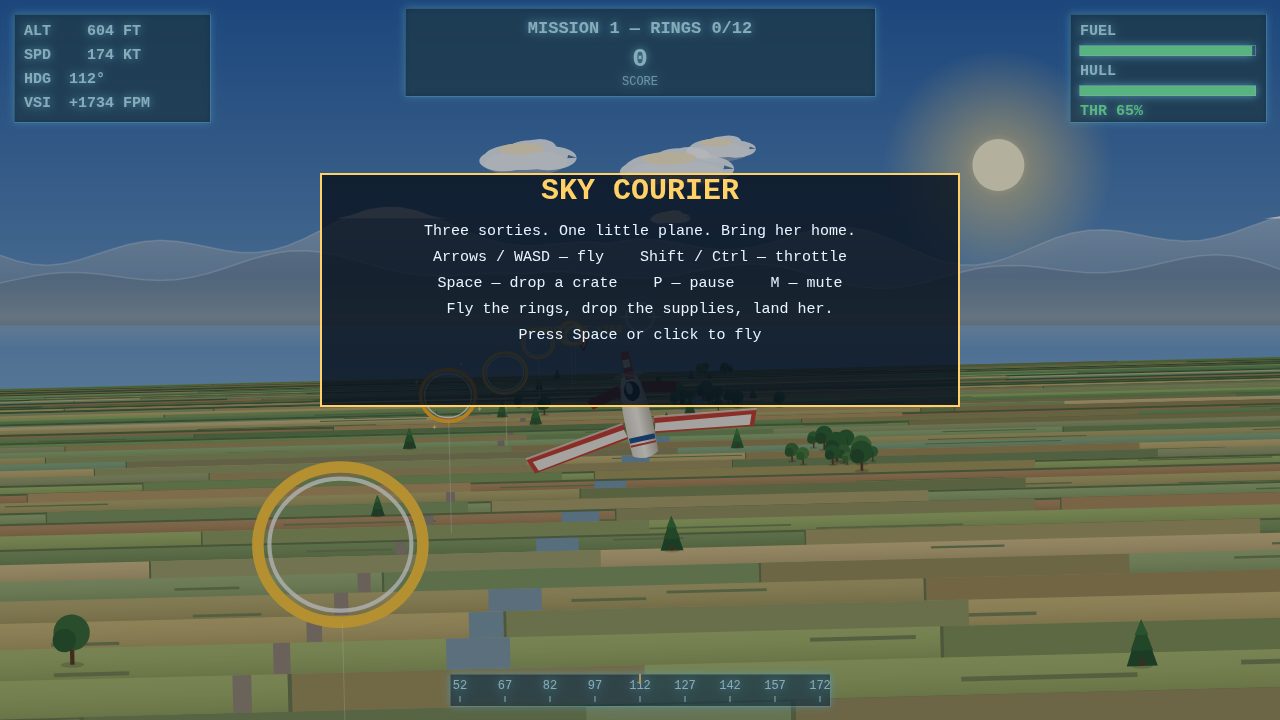 ALT 604 FT
SPD 174 KT
HDG 112°
VSI +1734 FPM
MISSION 1 — RINGS 0/12
0
SCORE
FUEL
HULL
THR 65%
SKY COURIER
Three sorties. One little plane. Bring her home.
Arrows / WASD — fly Shift / Ctrl — throttle
Space — drop a crate P — pause M — mute
Fly the rings, drop the supplies, land her.
Press Space or click to fly
52 67 82 97 112 127 142 157 172